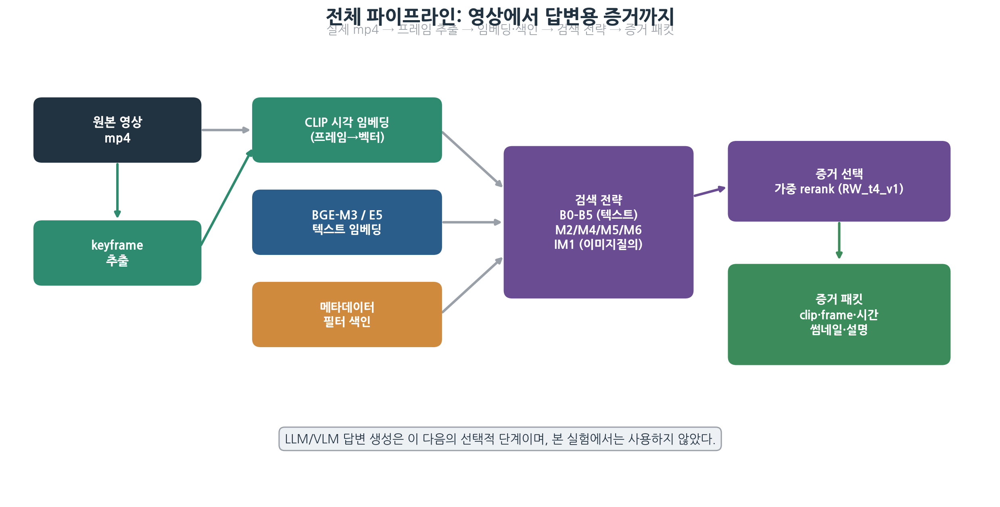 전체 파이프라인: 영상에서 답변용 증거까지
실제 mp4 → 프레임 추출 → 임베딩·색인 → 검색 전략 → 증거 패킷
원본 영상
mp4
keyframe
추출
CLIP 시각 임베딩
(프레임→벡터)
BGE-M3 / E5
텍스트 임베딩
메타데이터
필터 색인
검색 전략
B0-B5 (텍스트)
M2/M4/M5/M6
IM1 (이미지질의)
증거 선택
가중 rerank (RW_t4_v1)
증거 패킷
clip·frame·시간
썸네일·설명
LLM/VLM 답변 생성은 이 다음의 선택적 단계이며, 본 실험에서는 사용하지 않았다.